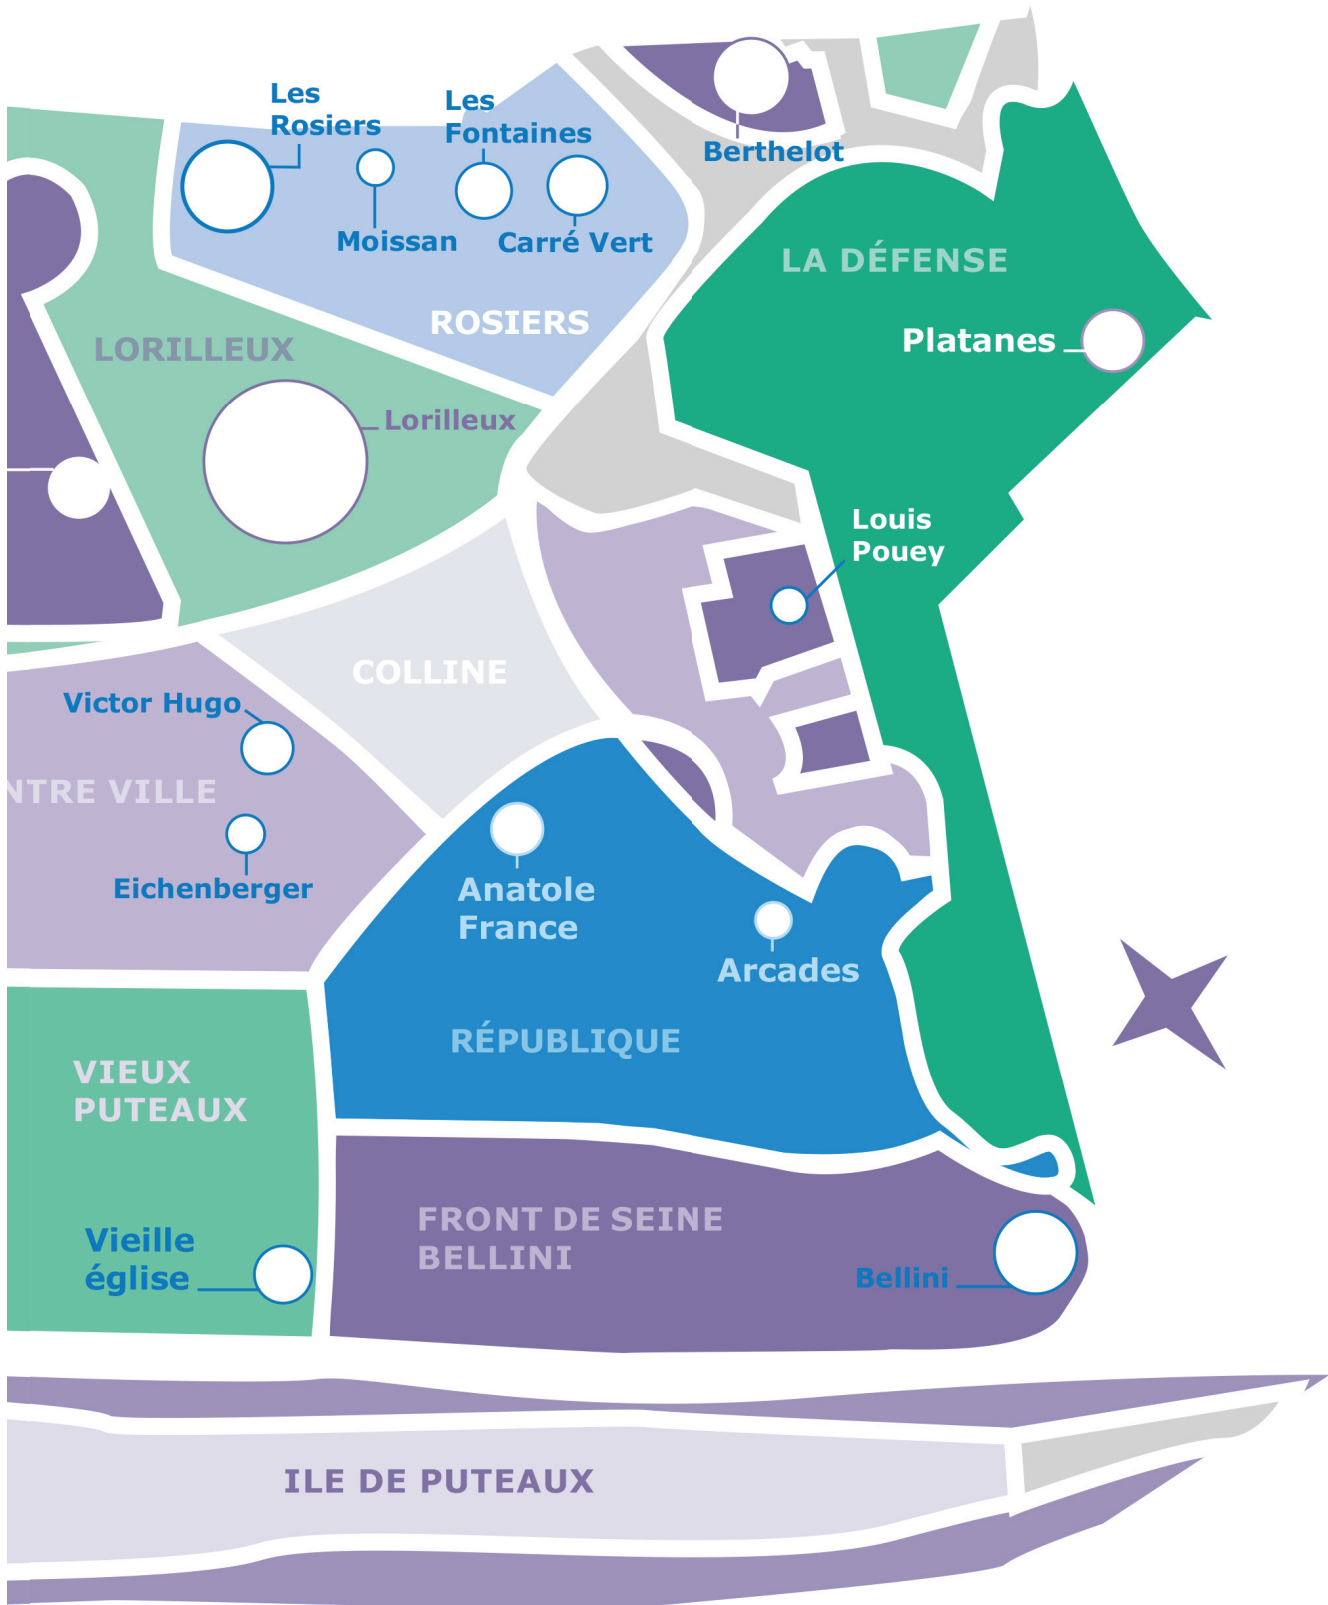 Les
Rosiers
Les
Fontaines
Berthelot
Moissan
Carré Vert
LA DÉFENSE
ROSIERS
Platanes
LORILLEUX
Lorilleux
Louis
Pouey
COLLINE
Victor Hugo
NTRE VILLE
Eichenberger
Anatole
France
Arcades
RÉPUBLIQUE
VIEUX
PUTEAUX
FRONT DE SEINE
BELLINI
Vieille
église
Bellini
ILE DE PUTEAUX